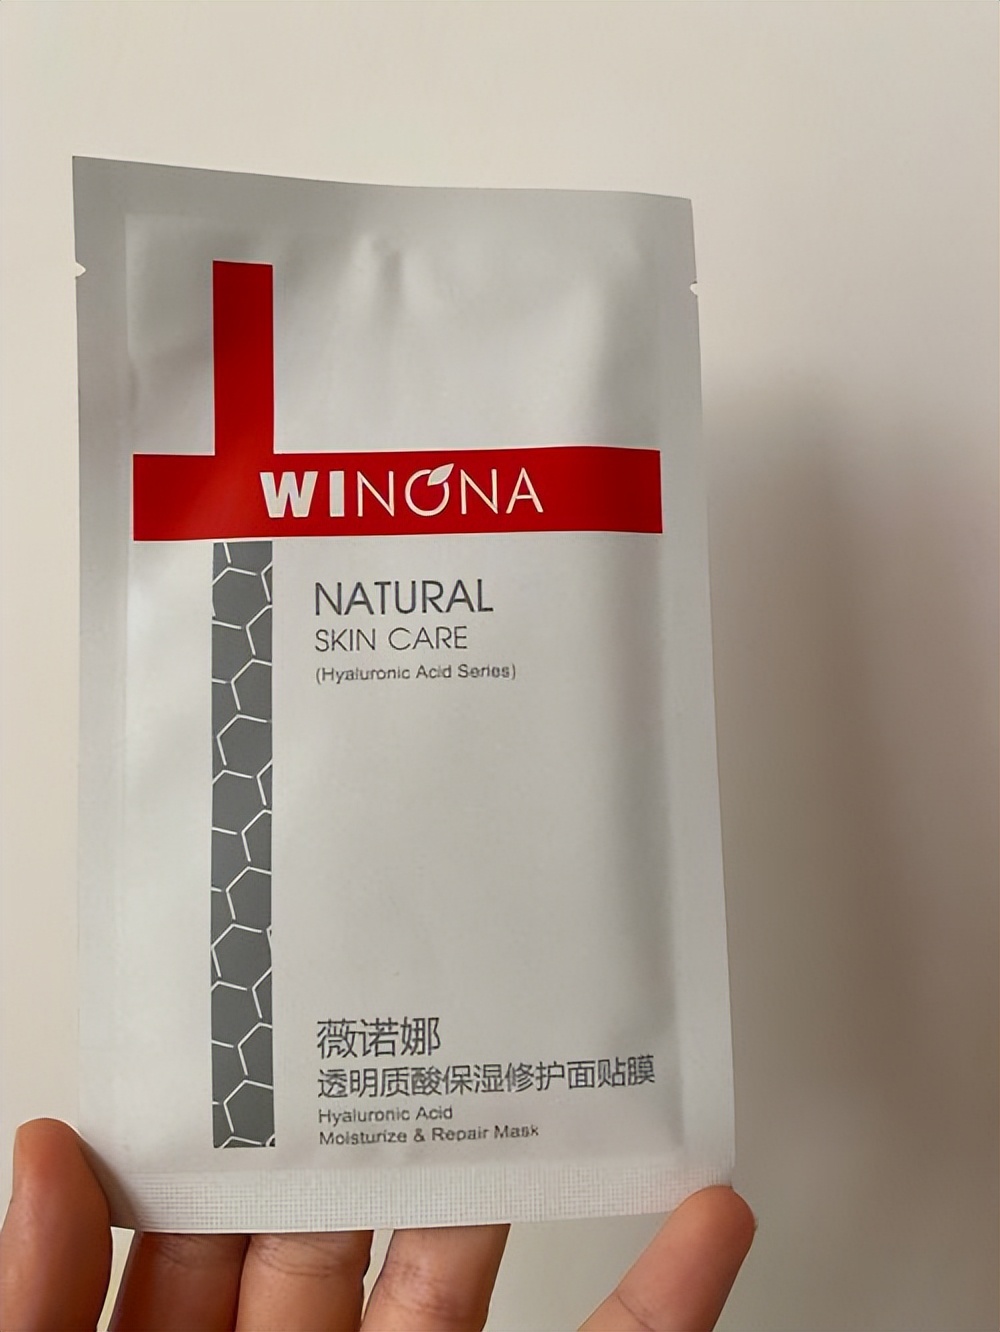 WINONA
NATURAL
SKIN CARE
(Hyaluronic Acid Series)
薇诺娜
透明质酸保湿修护面贴膜
Hyaluronic Acid
Moisturize & Repair Mask